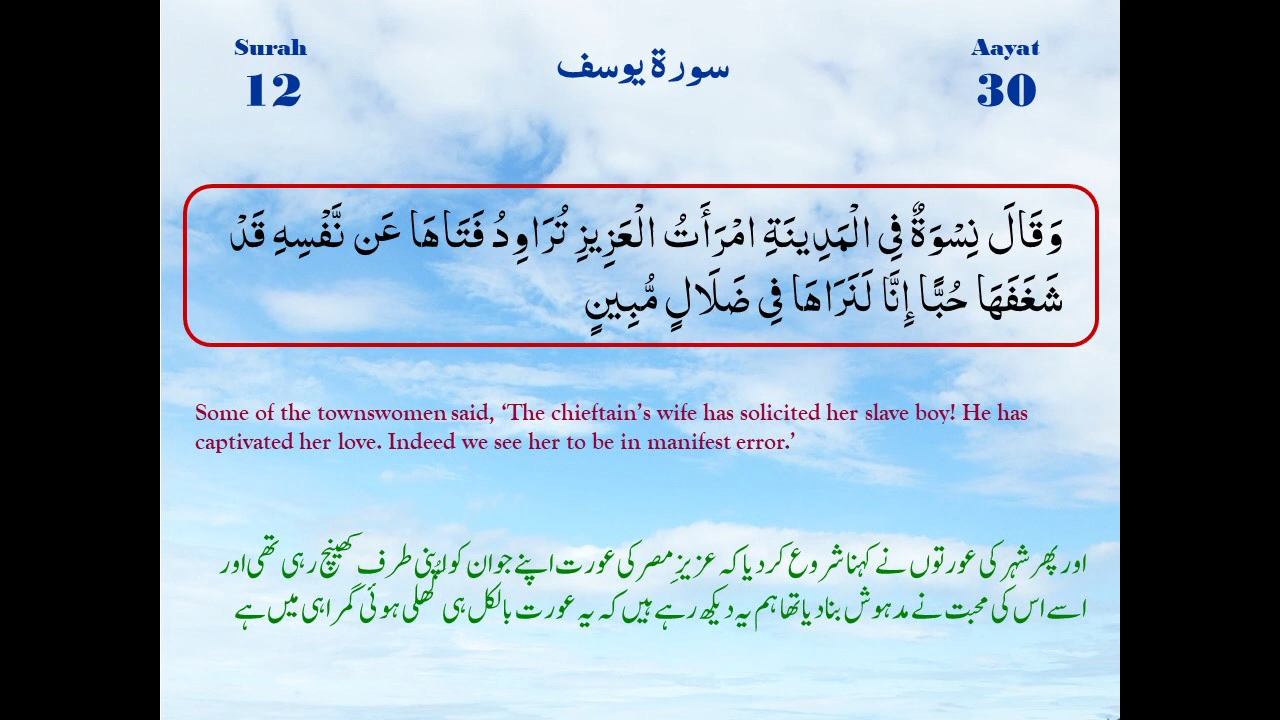 Surah
12
سورة يوسف
Aayat
30
وَقَالَ نِسْوَةٌ فِي الْمَدِينَةِ امْرَأَتُ الْعَزِيزِ تُرَاوِدُ فَتَاهَا عَن نَّفْسِهِ قَدْ
شَغَفَهَا حُبًّا إِنَّا لَنَرَاهَا فِي ضَلَالٍ مُّبِينٍ
Some of the townswomen said, ‘The chieftain’s wife has solicited her slave boy! He has
captivated her love. Indeed we see her to be in manifest error.’
اور پھر شہر کی عورتوں نے کہنا شروع کردیا کہ عزیزِ مصر کی عورت اپنے جوان کو اپنی طرف کھینچ رہی تھی اور
اسے اس کی محبت نے مدہوش بنادیا تھا ہم یہ دیکھ رہے ہیں کہ یہ عورت بالکل ہی کھلی ہوئی گمراہی میں ہے